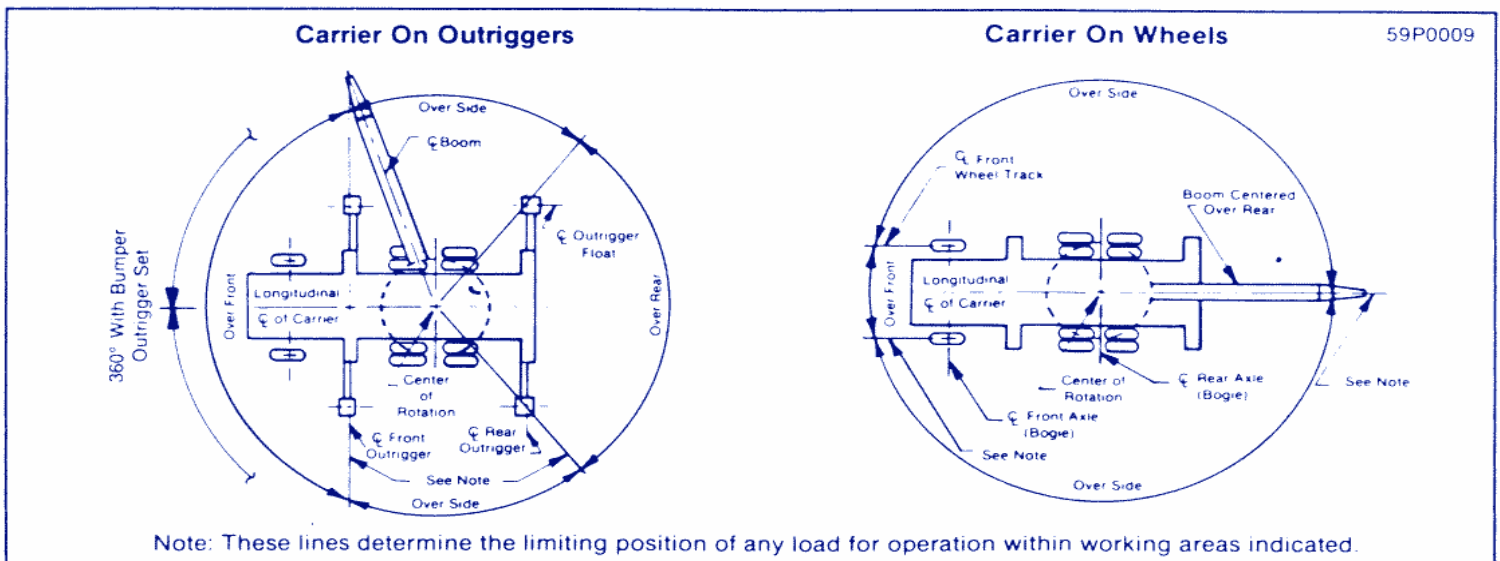 Carrier On Outriggers
Carrier On Wheels
59P0009
Over Side
℄ Boom
℄ Outrigger
Float
360° With Bumper
Outrigger Set
Over Front
Longitudinal
℄ of Carrier
Over Rear
Center
of
Rotation
℄ Front
Outrigger
℄ Rear
Outrigger
See Note
Over Side
Over Side
℄ Front
Wheel Track
Boom Centered
Over Rear
Over Front
Longitudinal
℄ of Carrier
Center of
Rotation
℄ Rear Axle
(Bogie)
See Note
℄ Front Axle
(Bogie)
See Note
Over Side
Note: These lines determine the limiting position of any load for operation within working areas indicated.